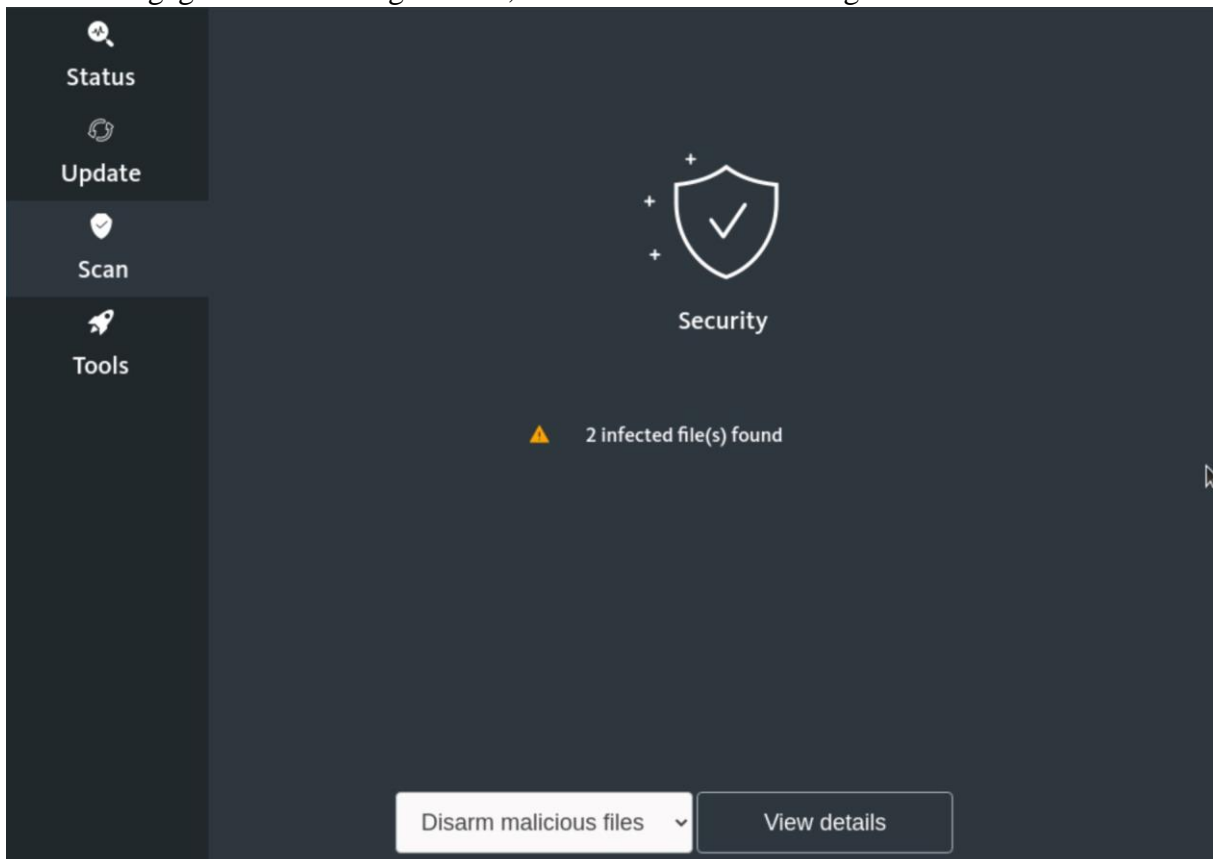 Status
Update
Scan
Tools
Security
2 infected file(s) found
Disarm malicious files
View details